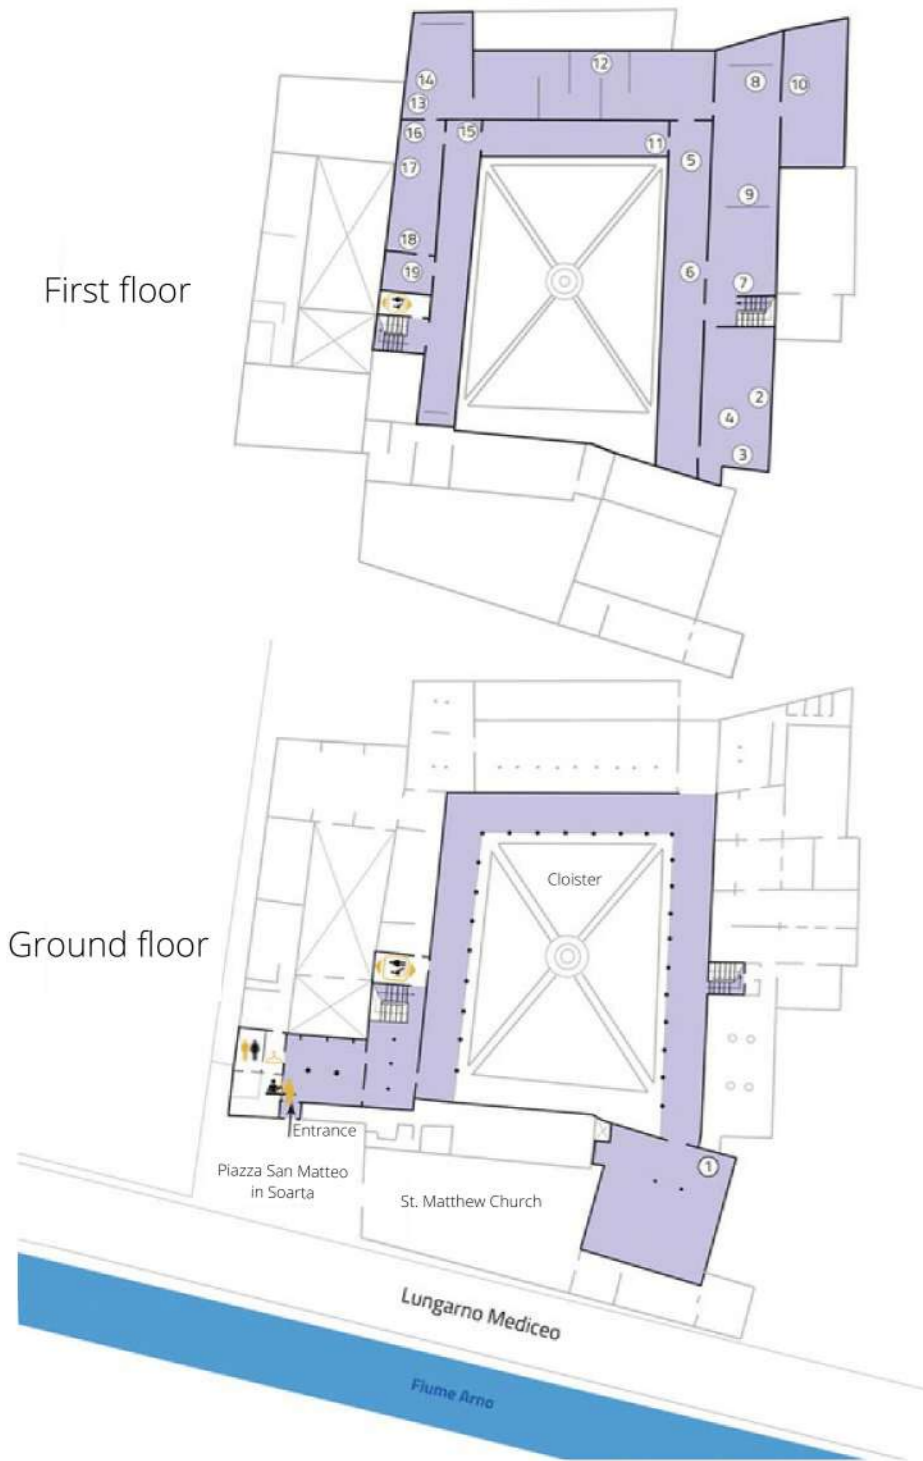 12
14
8
10
13
16
15
11
5
17
9
18
6
19
7
First floor
2
4
3
Cloister
Ground floor
Entrance
1
Piazza San Matteo
in Soarta
St. Matthew Church
Lungarno Mediceo
Fiume Arno